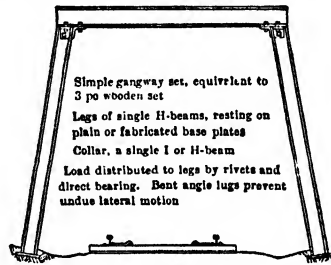 Simple gangway set, equivalent to
3 pc wooden set
Legs of single H-beams, resting on
plain or fabricated base plates
Collar, a single I or H-beam
Load distributed to legs by rivets and
direct bearing. Bent angle lugs prevent
undue lateral motion